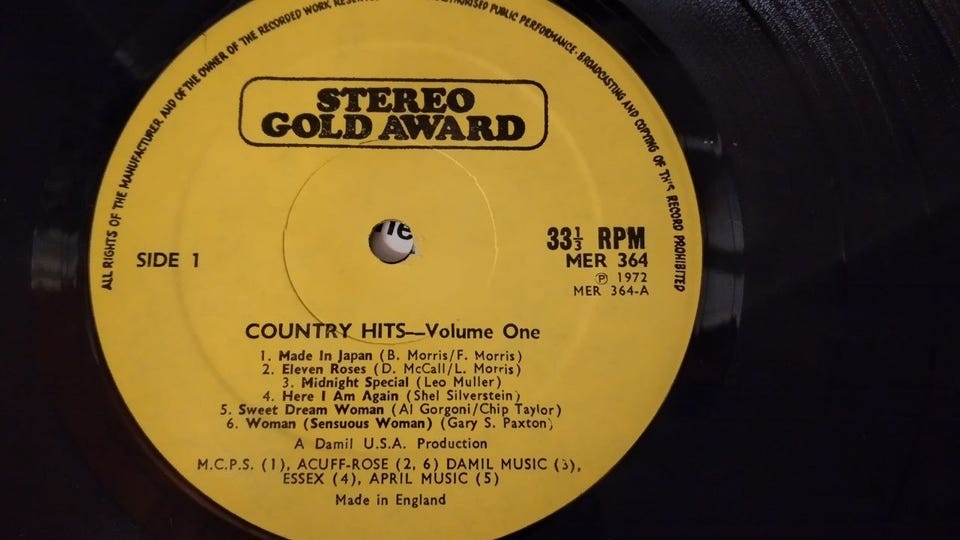 ALL RIGHTS OF THE MANUFACTURER AND OF THE OWNER OF THE RECORDED WORK
PUBLIC PERFORMANCE · BROADCASTING AND COPYING OF THIS RECORD PROHIBITED
STEREO
GOLD AWARD
33⅓ RPM
SIDE 1
MER 364
Ⓟ 1972
MER 364-A
COUNTRY HITS—Volume One
1. Made In Japan (B. Morris/F. Morris)
2. Eleven Roses (D. McCall/L. Morris)
3. Midnight Special (Leo Muller)
4. Here I Am Again (Shel Silverstein)
5. Sweet Dream Woman (Al Gorgoni/Chip Taylor)
6. Woman (Sensuous Woman) (Gary S. Paxton)
A Damil U.S.A. Production
M.C.P.S. (1), ACUFF-ROSE (2, 6) DAMIL MUSIC (3),
ESSEX (4), APRIL MUSIC (5)
Made in England